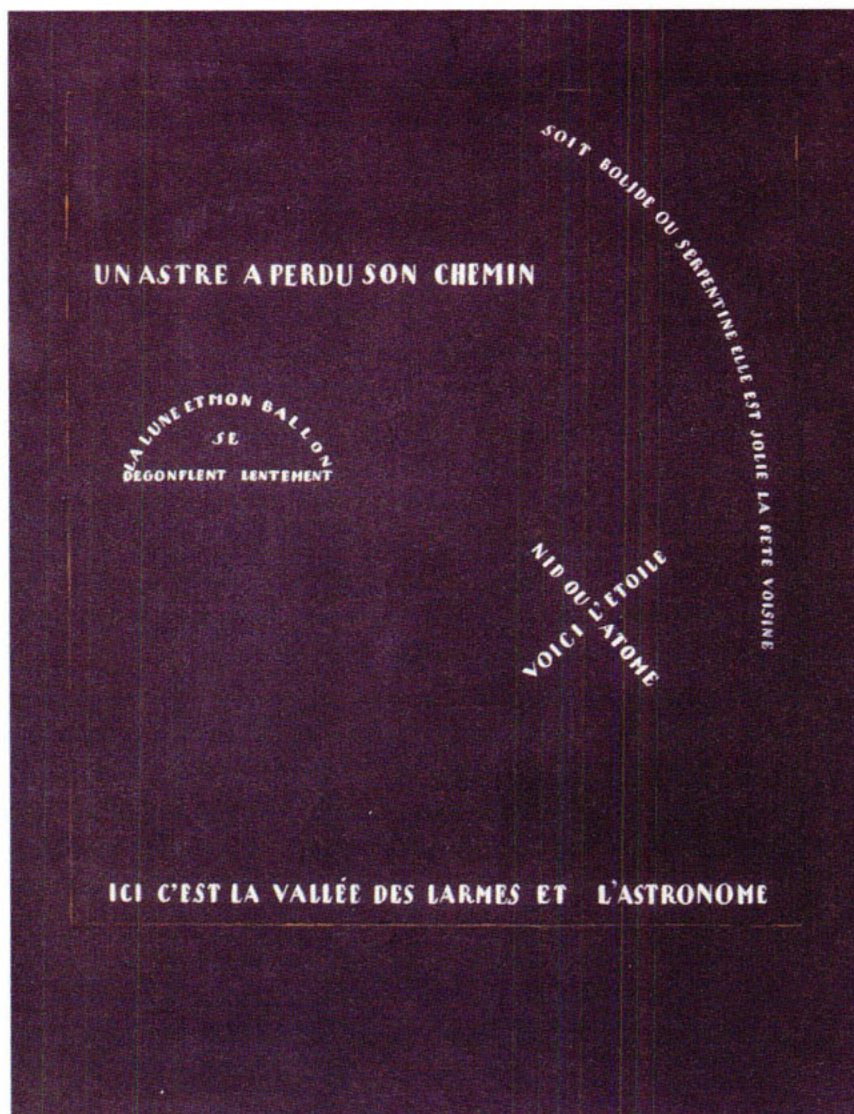 SOIT BOLIDE OU SERPENTINE ELLE EST JOLIE LA FETE VOISINE
UN ASTRE A PERDU SON CHEMIN
LA LUNE ET MON BALLON
SE
DEGONFLENT LENTEMENT
NID OU L'ATOME
VOICI L'ETOILE
ICI C'EST LA VALLÉE DES LARMES ET L'ASTRONOME